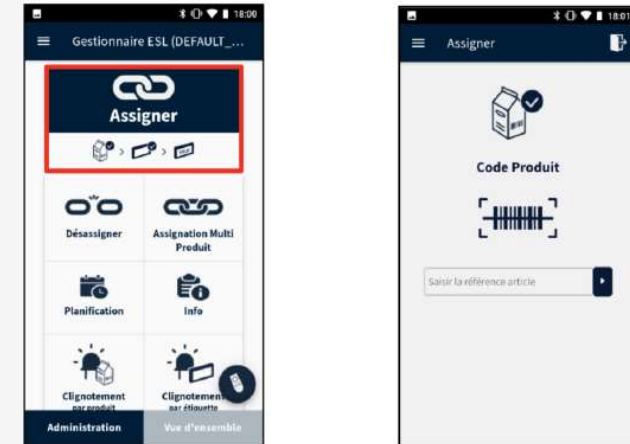 18:00
Gestionnaire ESL (DEFAULT_...
Assigner
Désassigner
Assignation Multi
Produit
Planification
Info
Clignotement
par produit
Clignotement
par étiquette
Administration
Vue d'ensemble
18:01
Assigner
Code Produit
Saisir la référence article